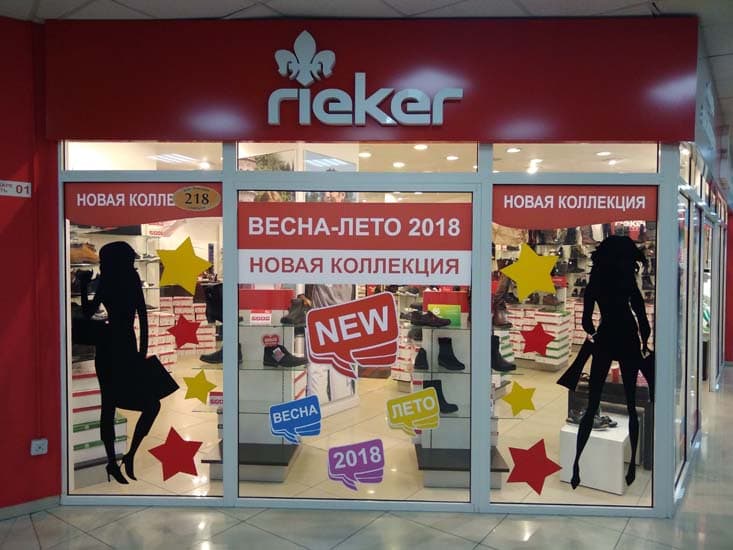 rieker
НОВАЯ КОЛЛЕ
218
ВЕСНА-ЛЕТО 2018
НОВАЯ КОЛЛЕКЦИЯ
НОВАЯ КОЛЛЕКЦИЯ
01
NEW
ВЕСНА
ЛЕТО
2018